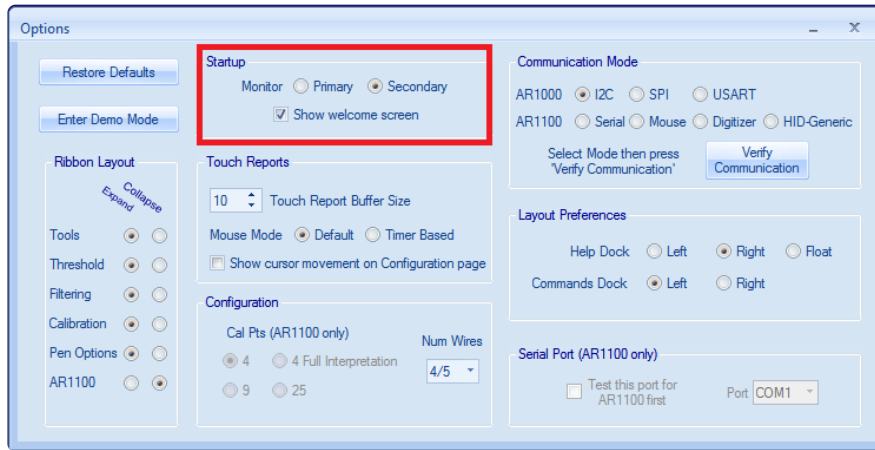 Options
Restore Defaults
Enter Demo Mode
Ribbon Layout
Expand Collapse
Tools
Threshold
Filtering
Calibration
Pen Options
AR1100
Startup
Monitor Primary Secondary
Show welcome screen
Touch Reports
10 Touch Report Buffer Size
Mouse Mode Default Timer Based
Show cursor movement on Configuration page
Configuration
Cal Pts (AR1100 only)
4 4 Full Interpretation
9 25
Num Wires
4/5
Communication Mode
AR1000 I2C SPI USART
AR1100 Serial Mouse Digitizer HID-Generic
Select Mode then press
'Verify Communication'
Verify
Communication
Layout Preferences
Help Dock Left Right Float
Commands Dock Left Right
Serial Port (AR1100 only)
Test this port for
AR1100 first
Port COM1